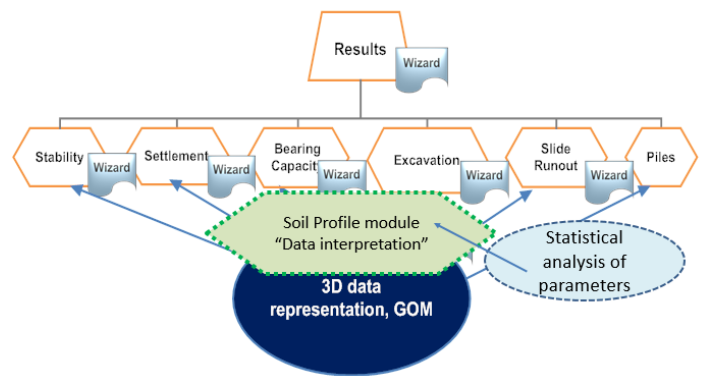 Results
Wizard
Stability
Wizard
Settlement
Wizard
Bearing
Capacity
Wizard
Excavation
Wizard
Slide
Runout
Wizard
Piles
Soil Profile module
“Data interpretation”
Statistical
analysis of
parameters
3D data
representation, GOM